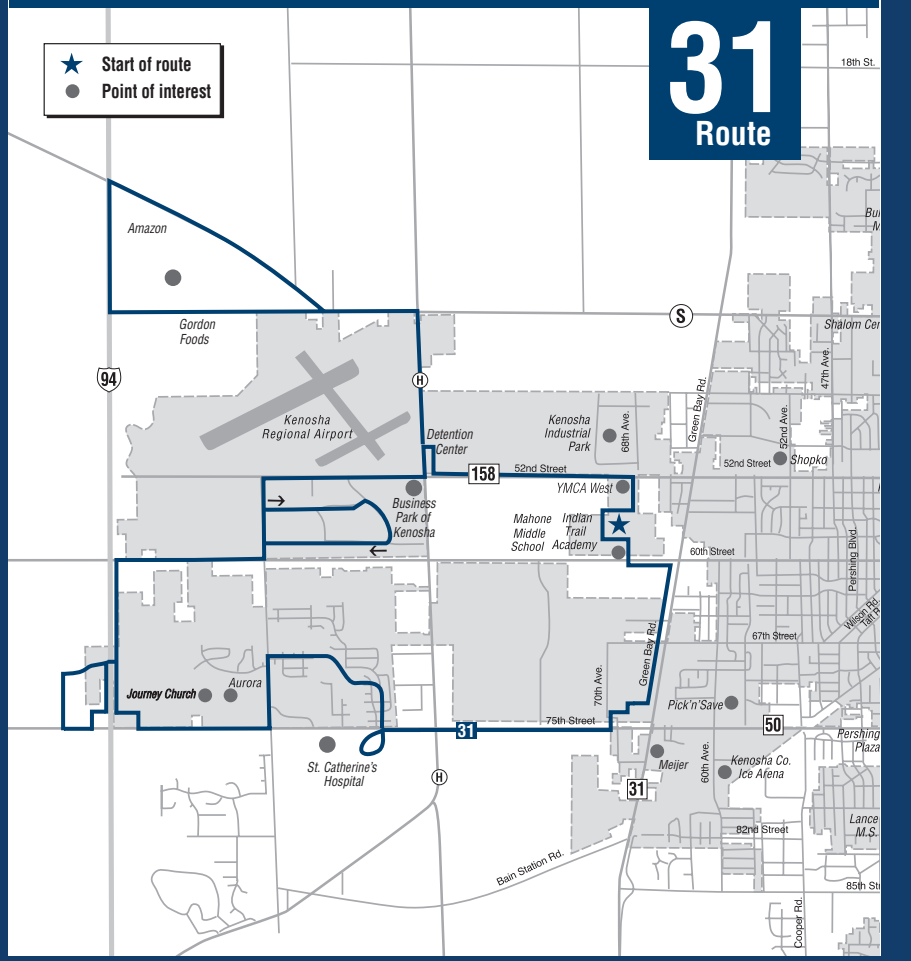 31
Route
Start of route
Point of interest
18th St.
Amazon
Gordon
Foods
S
Shalom Cen
94
H
47th Ave.
Green Bay Rd.
Kenosha
Regional Airport
Detention
Center
Kenosha
Industrial
Park
68th Ave.
52nd Ave.
Shopko
158
52nd Street
52nd Street
YMCA West
Business
Park of
Kenosha
Mahone
Middle
School
Indian
Trail
Academy
60th Street
Pershing Blvd.
Wilson Rd.
Taft R
67th Street
Green Bay Rd.
70th Ave.
Journey Church
Aurora
Pick'n'Save
75th Street
31
50
St. Catherine's
Hospital
H
Meijer
60th Ave.
Kenosha Co.
Ice Arena
Pershing
Plaza
31
82nd Street
Lance
M.S.
Bain Station Rd.
85th Str
Cooper Rd.